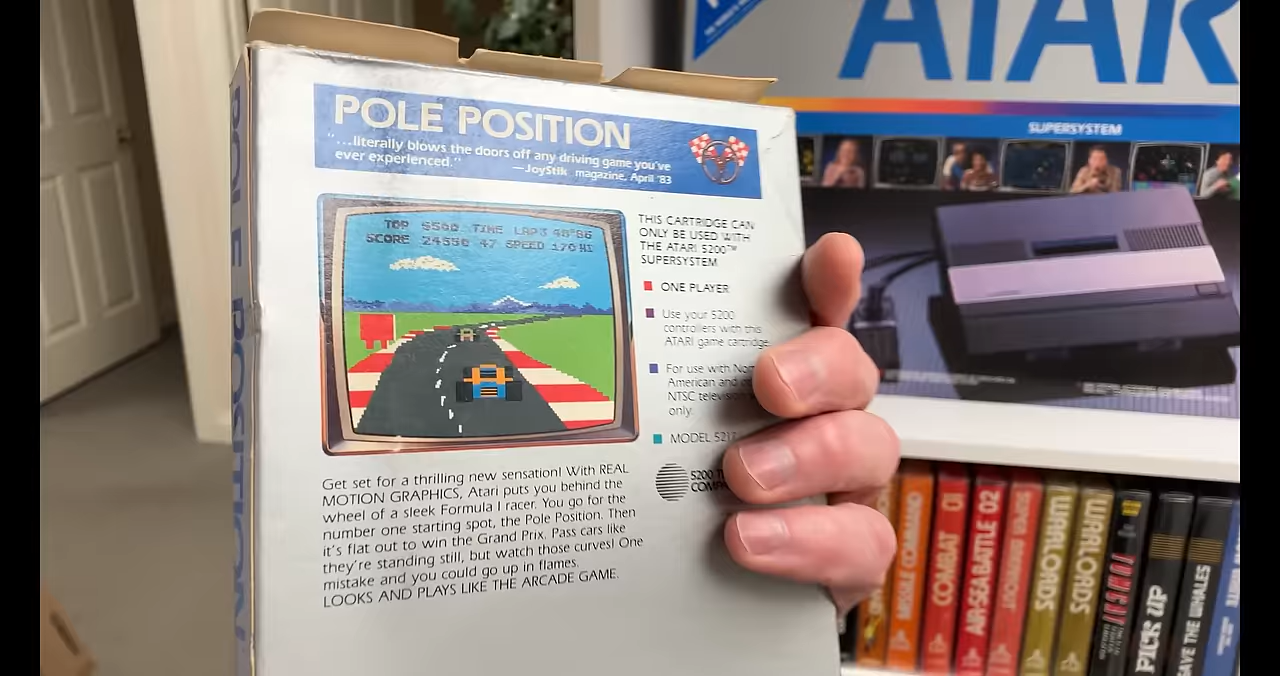 POLE POSITION
"...literally blows the doors off any driving game you've
ever experienced."
—JoyStik magazine, April '83
TOP 5500 TIME LAP
SCORE 24550 47 SPEED 170
THIS CARTRIDGE CAN
ONLY BE USED WITH
THE ATARI 5200™
SUPERSYSTEM
ONE PLAYER
Use your 5200
controllers with this
ATARI game cartridge.
For use with
American and
NTSC
only.
MODEL
5200
Get set for a thrilling new sensation! With REAL
MOTION GRAPHICS, Atari puts you behind the
wheel of a sleek Formula I racer. You go for the
number one starting spot, the Pole Position. Then
it's flat out to win the Grand Prix. Pass cars like
they're standing still, but watch those curves! One
mistake and you could go up in flames.
LOOKS AND PLAYS LIKE THE ARCADE GAME.
POLE POSITION
ATAR
SUPERSYSTEM
MISSILE COMMAND
COMBAT 01
AIR-SEA BATTLE 02
WARLORDS
WARLORDS
PICK UP
SAVE THE WHALES